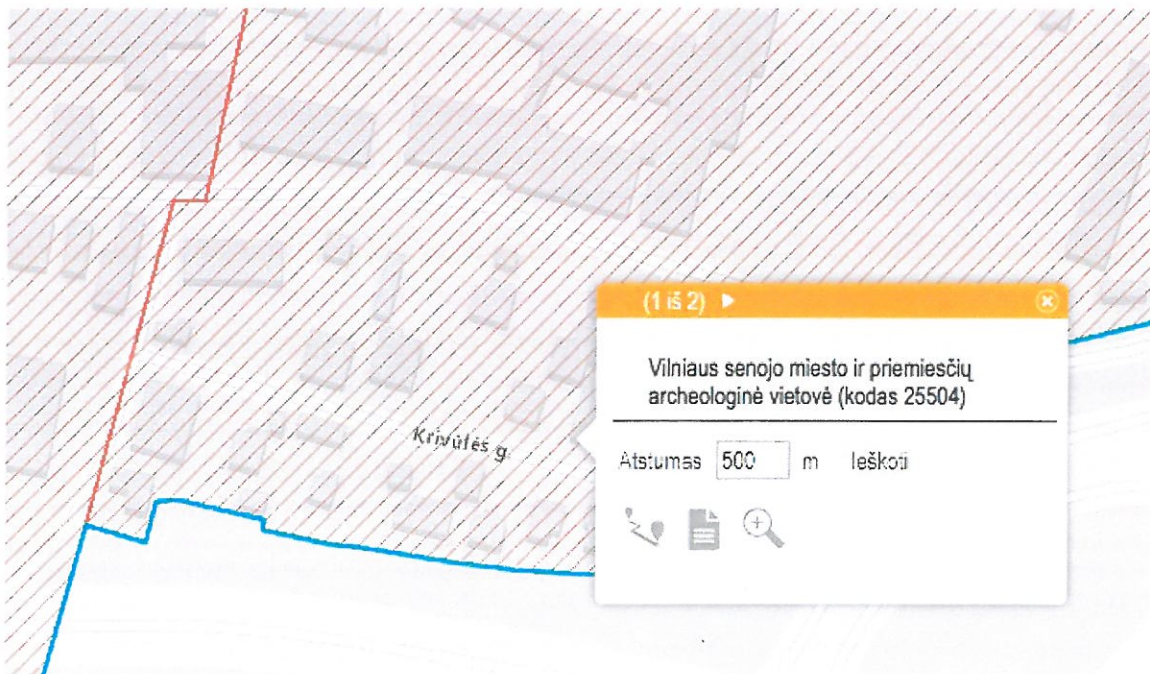 (1 iš 2)
Vilniaus senojo miesto ir priemiesčių
archeologinė vietovė (kodas 25504)
Krivūlės g.
Atstumas 500 m Ieškoti